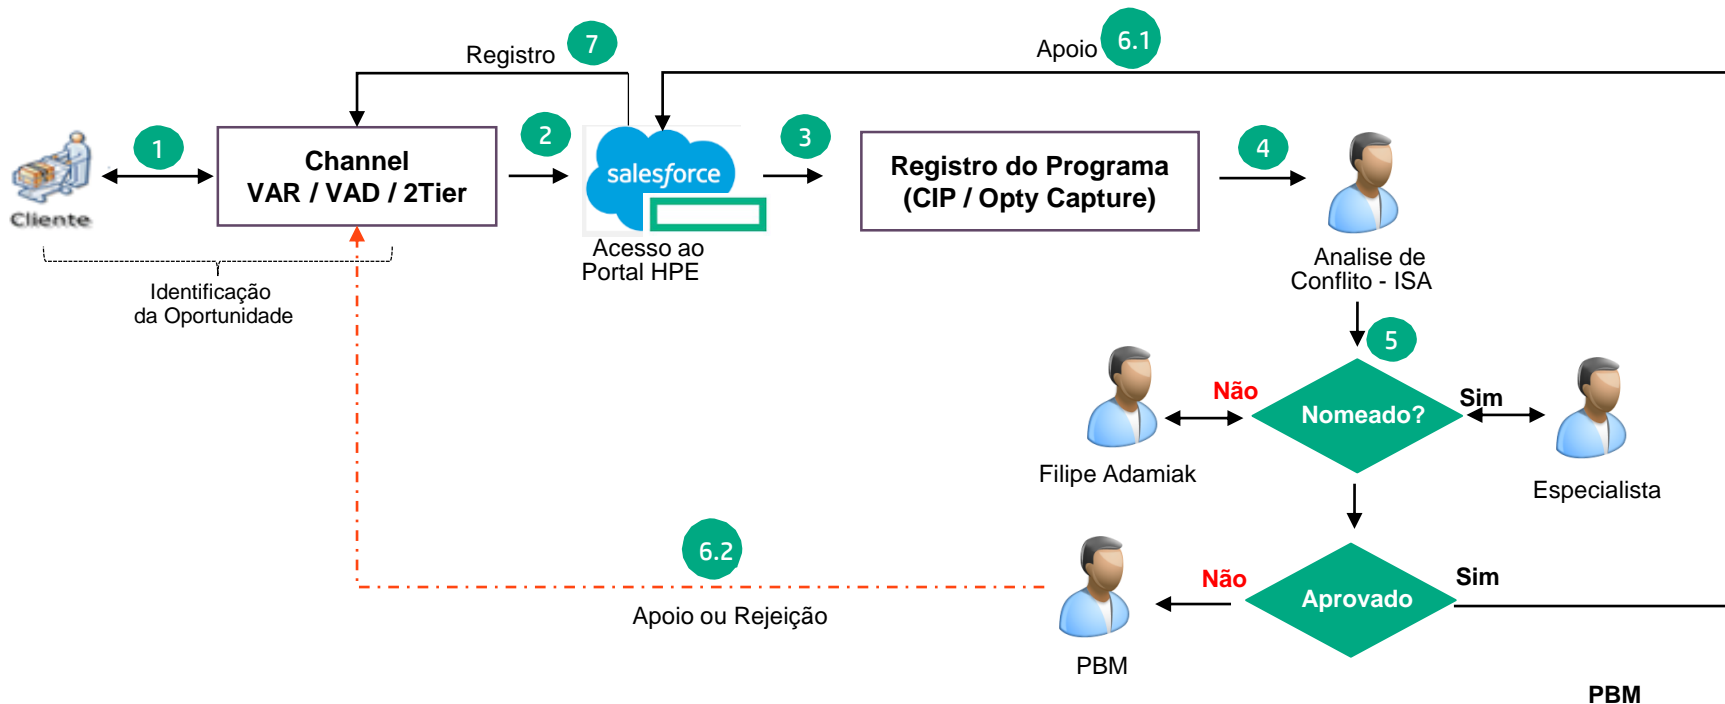 Registro
7
Apoio
6.1
1
Channel
VAR / VAD / 2Tier
2
salesforce
3
Registro do Programa
(CIP / Opty Capture)
4
Cliente
Acesso ao
Portal HPE
Analise de
Conflito - ISA
Identificação
da Oportunidade
5
Não
Nomeado?
Sim
Filipe Adamiak
Especialista
6.2
Apoio ou Rejeição
Não
Aprovado
Sim
PBM
PBM